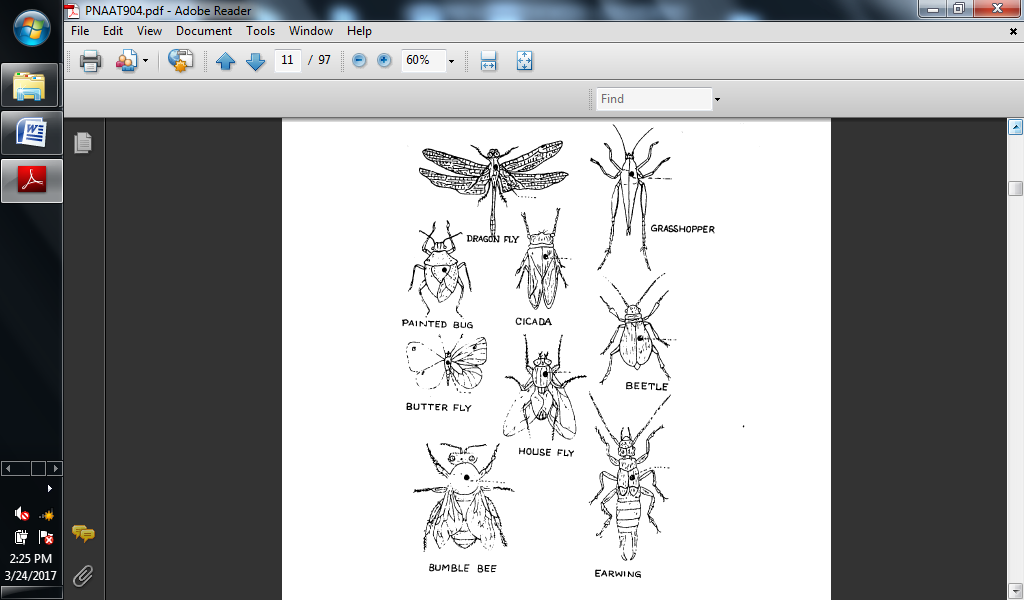 PNAAT904.pdf - Adobe Reader
File Edit View Document Tools Window Help
11 / 97 60%
Find
DRAGON FLY
GRASSHOPPER
PAINTED BUG
CICADA
BEETLE
BUTTER FLY
HOUSE FLY
BUMBLE BEE
EARWING
2:25 PM
3/24/2017